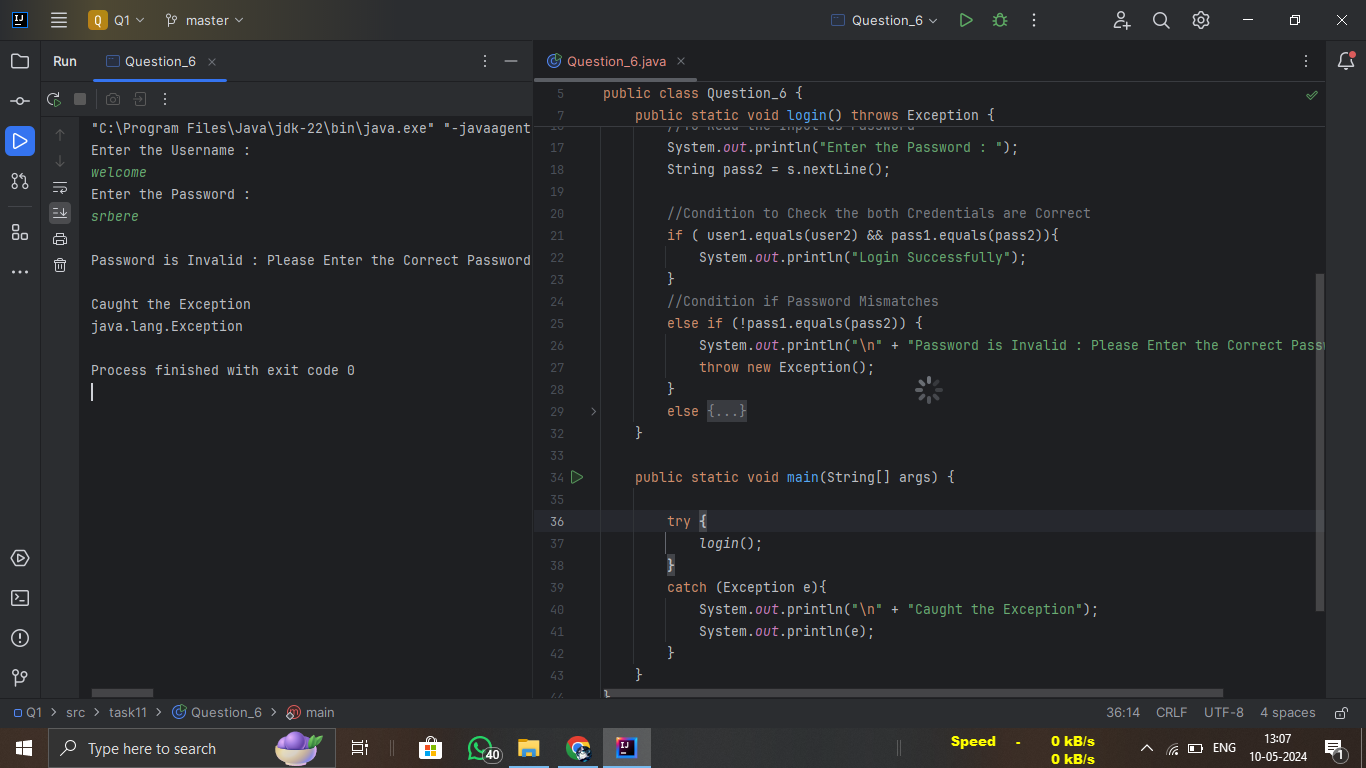 Q Q1 master Question_6
Run Question_6
"C:\Program Files\Java\jdk-22\bin\java.exe" "-javaagent
Enter the Username :
welcome
Enter the Password :
srbere
Password is Invalid : Please Enter the Correct Password
Caught the Exception
java.lang.Exception
Process finished with exit code 0
Question_6.java
5 public class Question_6 {
7 public static void login() throws Exception {
16 //To Read the Input as Password
17 System.out.println("Enter the Password : ");
18 String pass2 = s.nextLine();
19
20 //Condition to Check the both Credentials are Correct
21 if ( user1.equals(user2) && pass1.equals(pass2)){
22 System.out.println("Login Successfully");
23 }
24 //Condition if Password Mismatches
25 else if (!pass1.equals(pass2)) {
26 System.out.println("\n" + "Password is Invalid : Please Enter the Correct Pass
27 throw new Exception();
28 }
29 else {...}
32 }
33
34 public static void main(String[] args) {
35
36 try {
37 login();
38 }
39 catch (Exception e){
40 System.out.println("\n" + "Caught the Exception");
41 System.out.println(e);
42 }
43 }
44 }
Q1 > src > task11 > Question_6 > main 36:14 CRLF UTF-8 4 spaces
Type here to search 40 Speed - 0 kB/s ENG 13:07
0 kB/s 10-05-2024 1